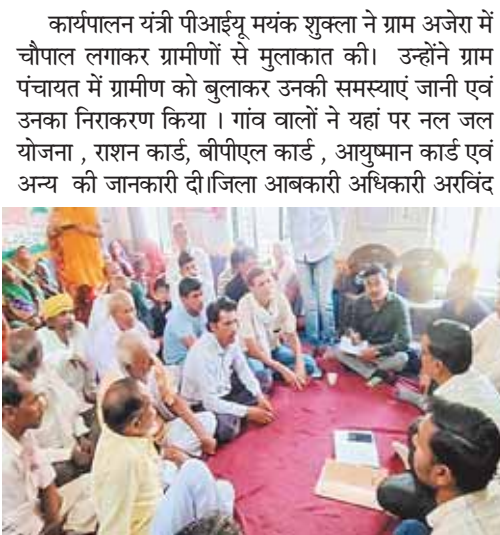 कार्यपालन यंत्री पीआईयू मयंक शुक्ला ने ग्राम अजेरा में
चौपाल लगाकर ग्रामीणों से मुलाकात की। उन्होंने ग्राम
पंचायत में ग्रामीण को बुलाकर उनकी समस्याएं जानी एवं
उनका निराकरण किया । गांव वालों ने यहां पर नल जल
योजना , राशन कार्ड, बीपीएल कार्ड , आयुष्मान कार्ड एवं
अन्य की जानकारी दी।जिला आबकारी अधिकारी अरविंद